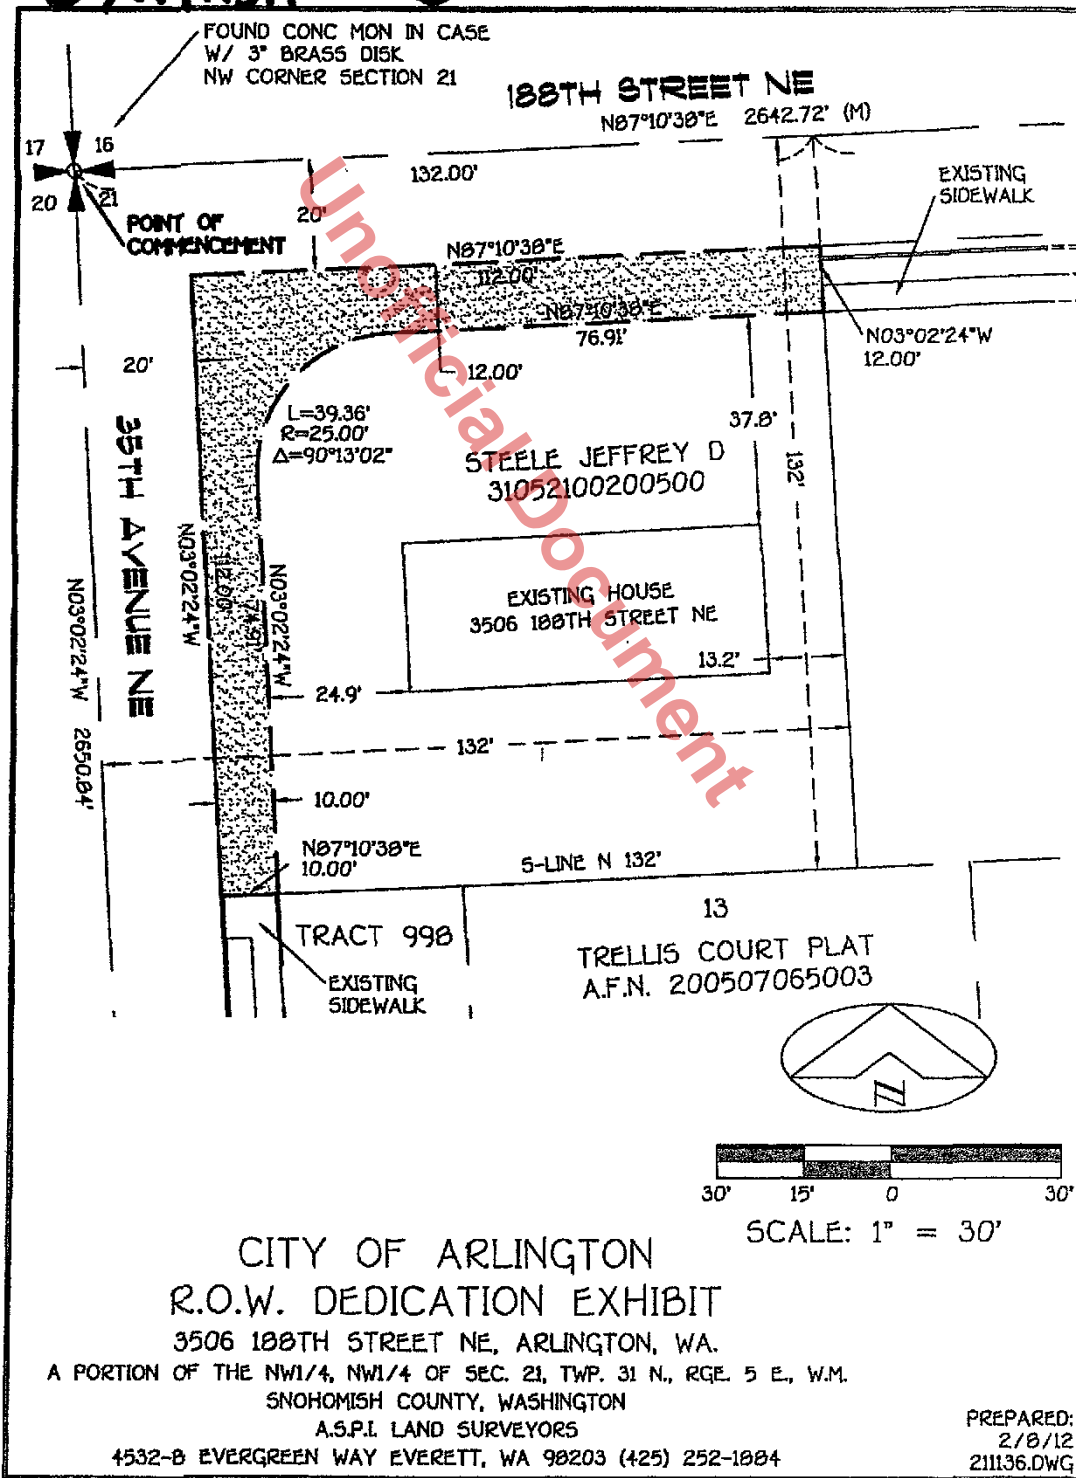 FOUND CONC MON IN CASE
W/ 3" BRASS DISK
NW CORNER SECTION 21
188TH STREET NE
N87°10'38"E 2642.72' (M)
17
16
20
21
132.00'
EXISTING
SIDEWALK
POINT OF
COMMENCEMENT
20'
N87°10'38"E
112.00'
N87°10'38"E
76.91'
N03°02'24"W
12.00'
20'
12.00'
L=39.36'
R=25.00'
Δ=90°13'02"
37.8'
STEELE JEFFREY D
31052100200500
132'
35TH AVENUE NE
N03°02'24"W
112.00'
74.91'
N03°02'24"W
N03°02'24"W 2650.84'
EXISTING HOUSE
3506 188TH STREET NE
13.2'
24.9'
132'
10.00'
N87°10'38"E
10.00'
S-LINE N 132'
13
TRACT 998
TRELLIS COURT PLAT
A.F.N. 200507065003
EXISTING
SIDEWALK
Unofficial Document
N
30' 15' 0 30'
SCALE: 1" = 30'
CITY OF ARLINGTON
R.O.W. DEDICATION EXHIBIT
3506 188TH STREET NE, ARLINGTON, WA.
A PORTION OF THE NW1/4, NW1/4 OF SEC. 21, TWP. 31 N., RGE. 5 E., W.M.
SNOHOMISH COUNTY, WASHINGTON
A.S.P.I. LAND SURVEYORS
4532-B EVERGREEN WAY EVERETT, WA 98203 (425) 252-1884
PREPARED:
2/8/12
211136.DWG